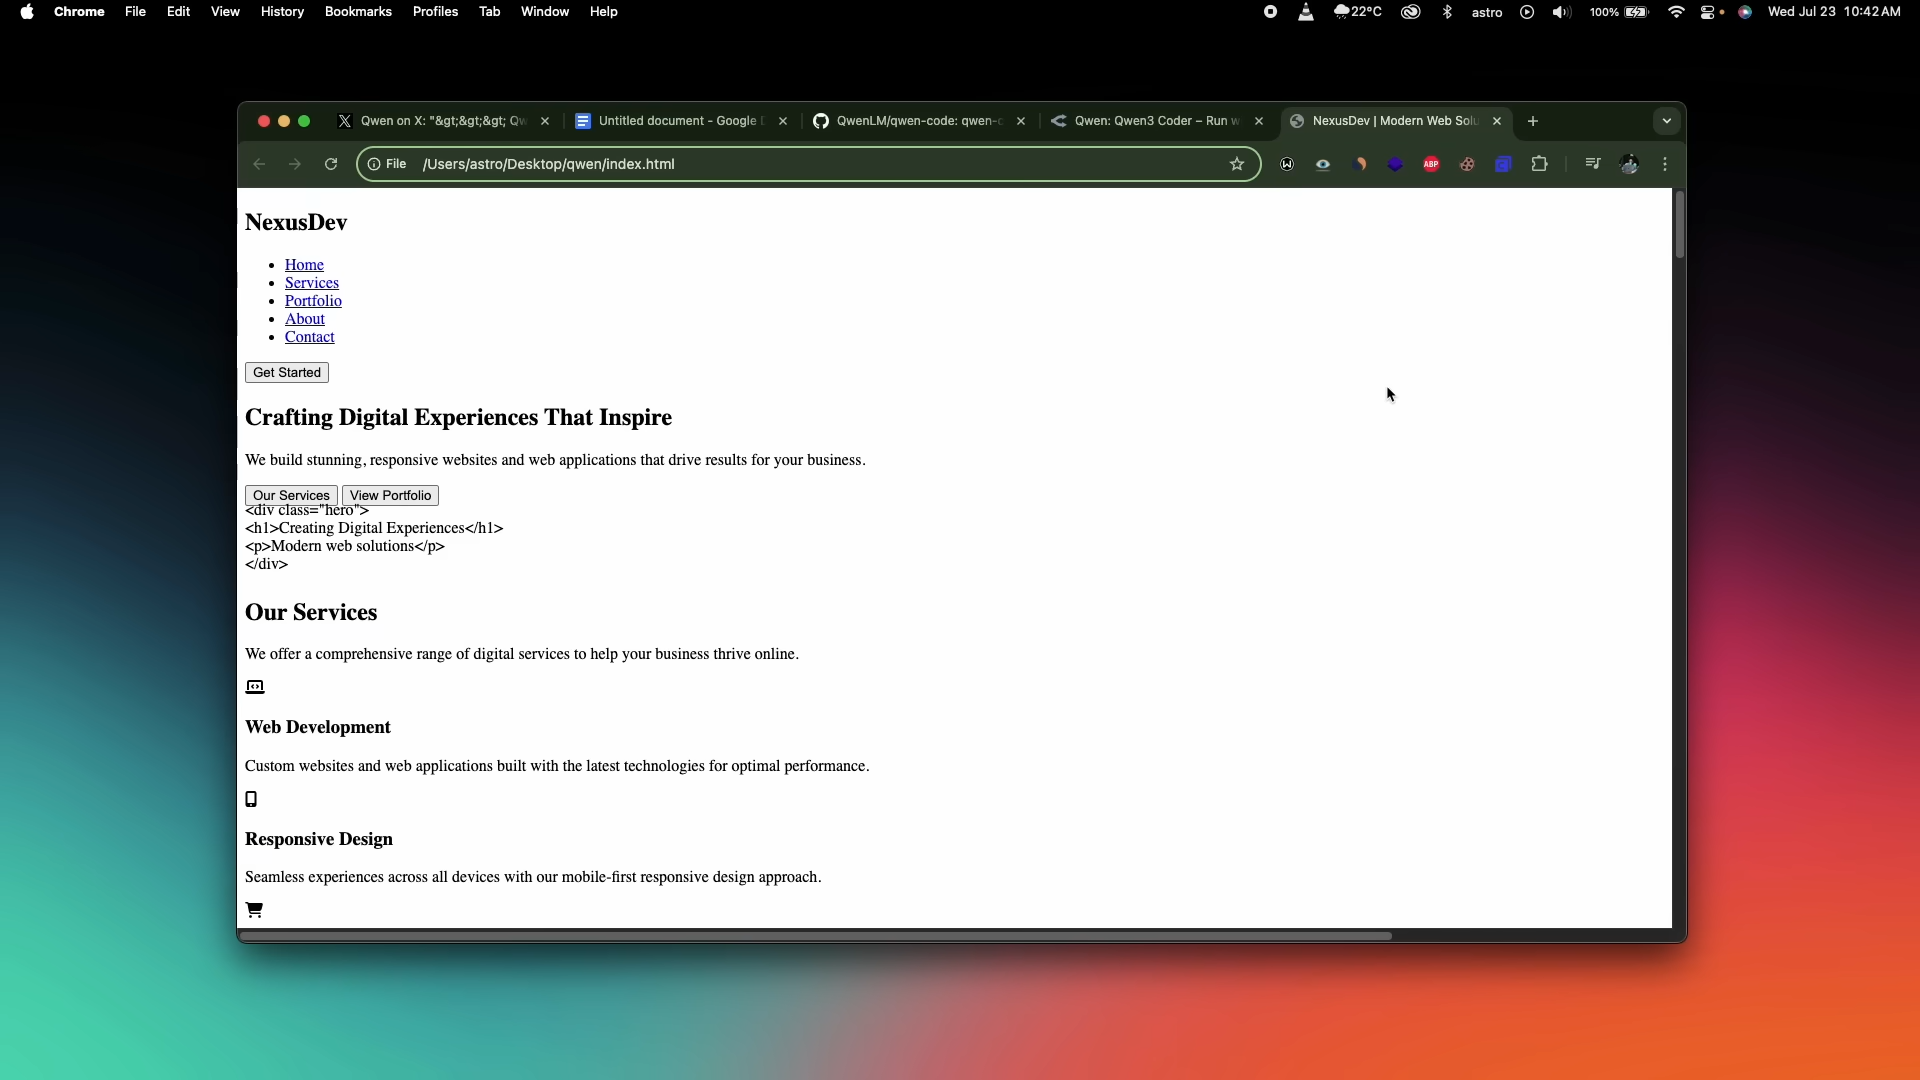 Chrome File Edit View History Bookmarks Profiles Tab Window Help 22°C astro 100% Wed Jul 23 10:42 AM
Qwen on X: "&gt;&gt;&gt; Qw Untitled document - Google D QwenLM/qwen-code: qwen-c Qwen: Qwen3 Coder – Run w NexusDev | Modern Web Solu
File /Users/astro/Desktop/qwen/index.html ABP
NexusDev
Home
Services
Portfolio
About
Contact
Get Started
Crafting Digital Experiences That Inspire
We build stunning, responsive websites and web applications that drive results for your business.
Our Services View Portfolio
<div class="hero">
<h1>Creating Digital Experiences</h1>
<p>Modern web solutions</p>
</div>
Our Services
We offer a comprehensive range of digital services to help your business thrive online.
Web Development
Custom websites and web applications built with the latest technologies for optimal performance.
Responsive Design
Seamless experiences across all devices with our mobile-first responsive design approach.